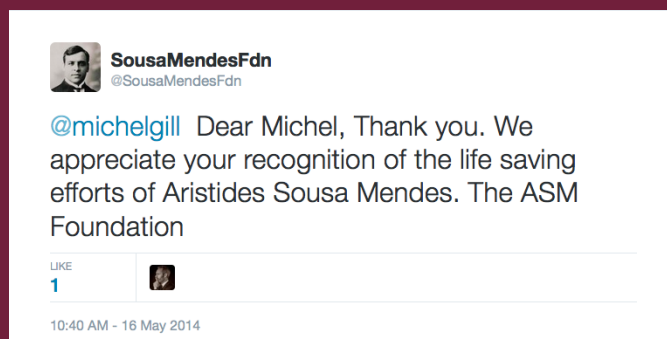 SousaMendesFdn
@SousaMendesFdn
@michelgill Dear Michel, Thank you. We
appreciate your recognition of the life saving
efforts of Aristides Sousa Mendes. The ASM
Foundation
LIKE
1
10:40 AM - 16 May 2014